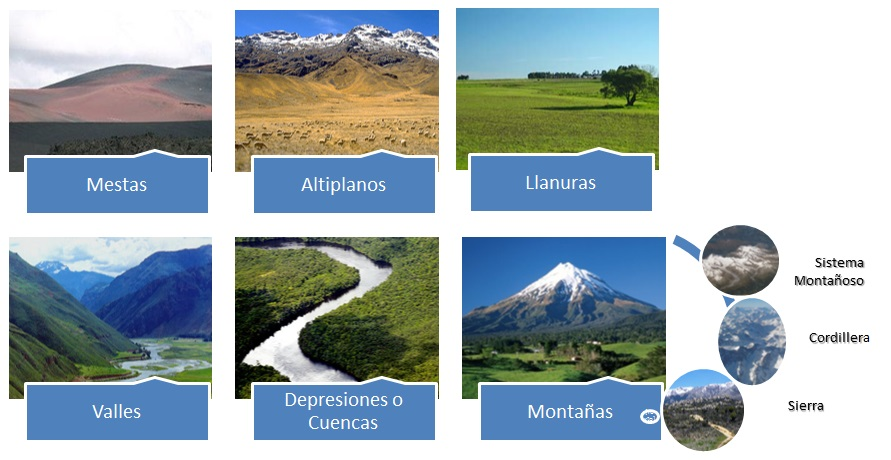 Mestas
Altiplanos
Llanuras
Valles
Depresiones o
Cuencas
Montañas
Sistema
Montañoso
Cordillera
Sierra